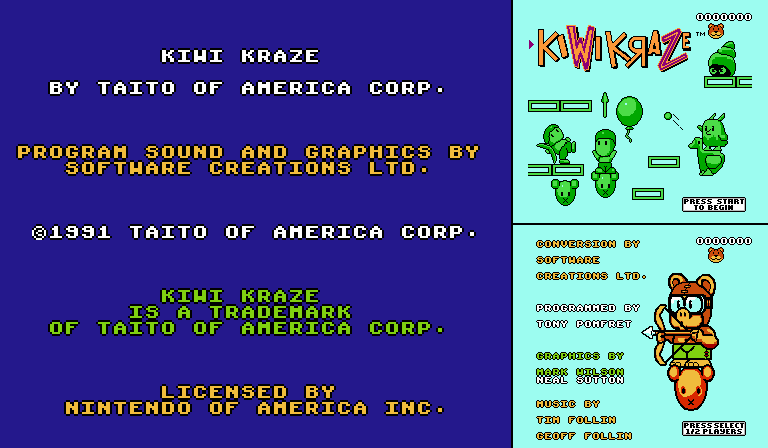 KIWI KRAZE
BY TAITO OF AMERICA CORP.
PROGRAM SOUND AND GRAPHICS BY
SOFTWARE CREATIONS LTD.
©1991 TAITO OF AMERICA CORP.
KIWI KRAZE
IS A TRADEMARK
OF TAITO OF AMERICA CORP.
LICENSED BY
NINTENDO OF AMERICA INC.
0000000
KIWI KRAZE™
PRESS START
TO BEGIN
0000000
CONVERSION BY
SOFTWARE
CREATIONS LTD.
PROGRAMMED BY
TONY POMFRET
GRAPHICS BY
MARK WILSON
NEAL SUTTON
MUSIC BY
TIM FOLLIN
GEOFF FOLLIN
PRESS SELECT
1/2 PLAYERS